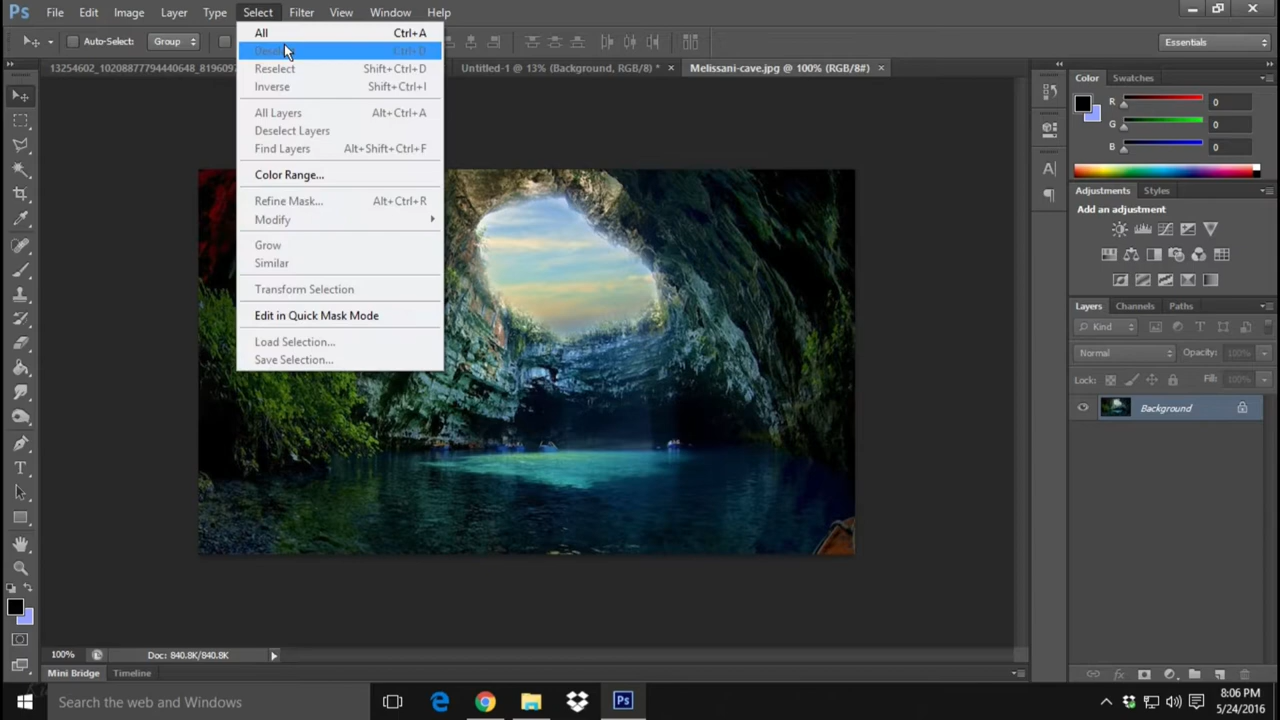 Ps File Edit Image Layer Type Select Filter View Window Help
Auto-Select: Group Essentials
All Ctrl+A
Deselect Ctrl+D
Reselect Shift+Ctrl+D
Inverse Shift+Ctrl+I
All Layers Alt+Ctrl+A
Deselect Layers
Find Layers Alt+Shift+Ctrl+F
Color Range...
Refine Mask... Alt+Ctrl+R
Modify
Grow
Similar
Transform Selection
Edit in Quick Mask Mode
Load Selection...
Save Selection...
Untitled-1 @ 13% (Background, RGB/8) * × Melissani-cave.jpg @ 100% (RGB/8#) ×
Color Swatches
R 0
G 0
B 0
Adjustments Styles
Add an adjustment
Layers Channels Paths
Kind
Normal Opacity: 100%
Lock: Fill: 100%
Background
100% Doc: 840.8K/840.8K
Mini Bridge Timeline
Search the web and Windows
Ps
8:06 PM
5/24/2016